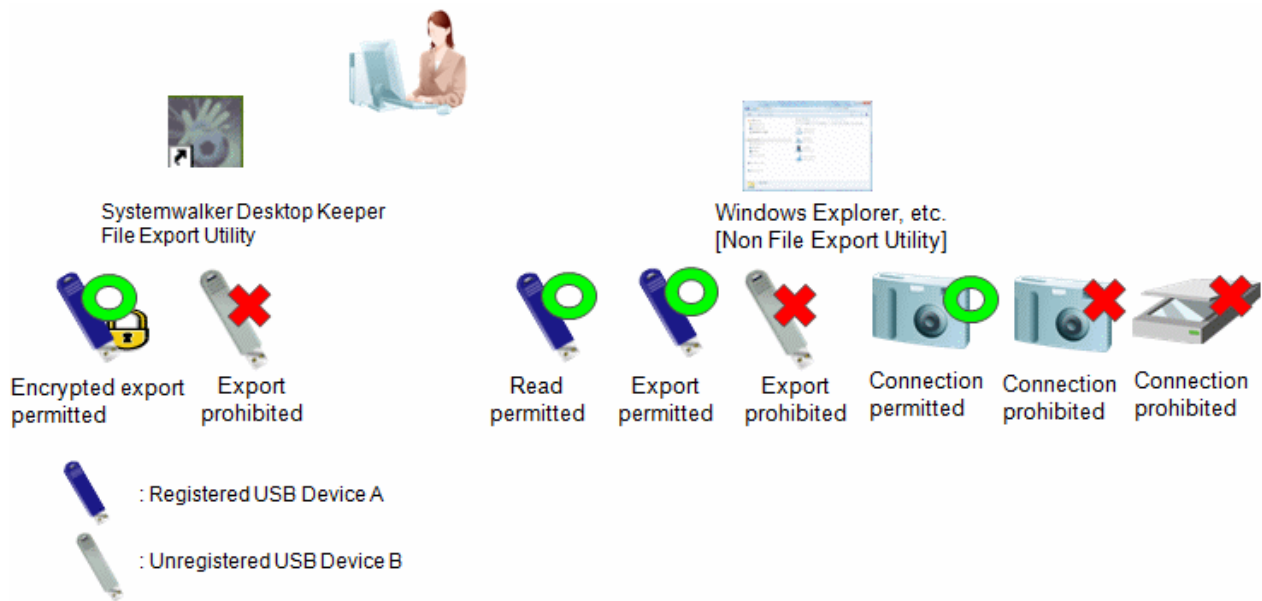 Systemwalker Desktop Keeper
File Export Utility
Windows Explorer, etc.
[Non File Export Utility]
Encrypted export
permitted
Export
prohibited
Read
permitted
Export
permitted
Export
prohibited
Connection
permitted
Connection
prohibited
Connection
prohibited
: Registered USB Device A
: Unregistered USB Device B